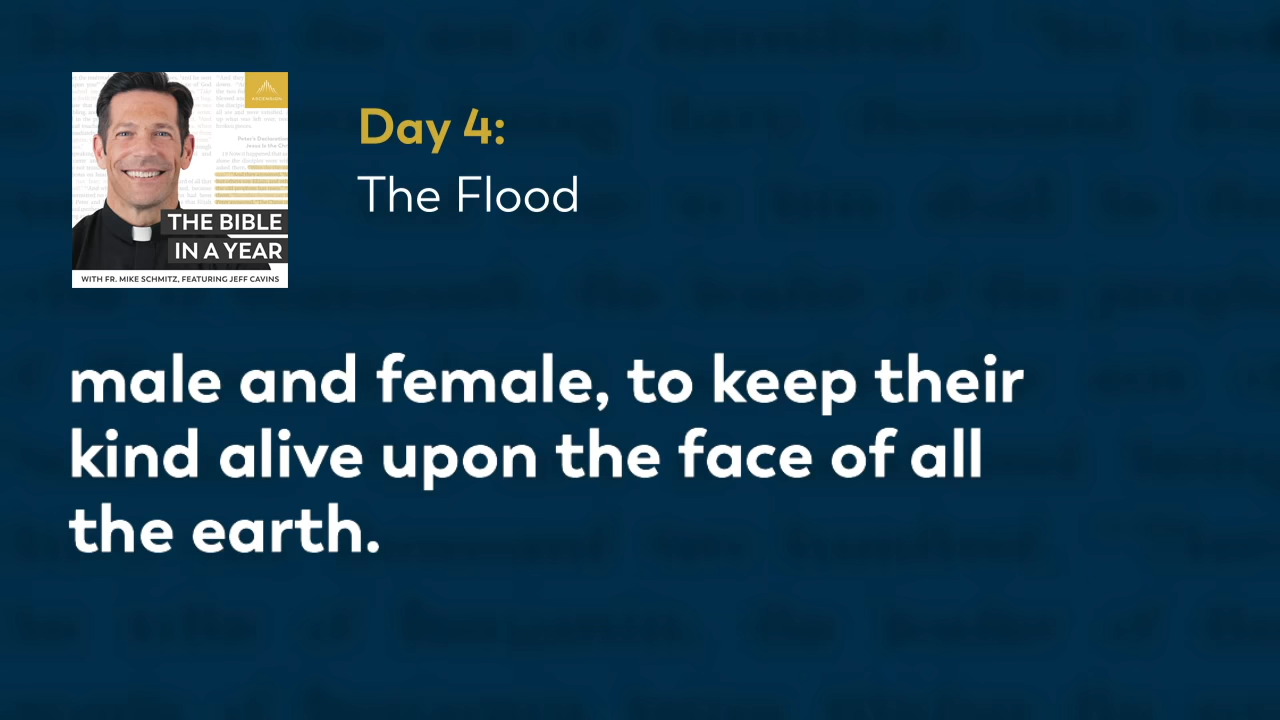 Day 4:
The Flood
THE BIBLE
IN A YEAR
WITH FR. MIKE SCHMITZ, FEATURING JEFF CAVINS
male and female, to keep their
kind alive upon the face of all
the earth.